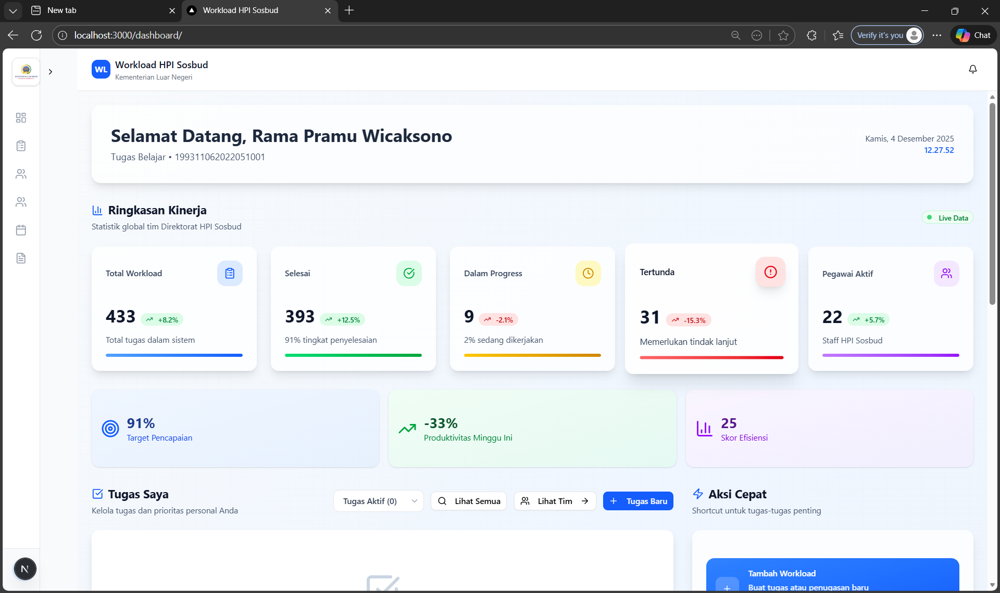 New tab
Workload HPI Sosbud
localhost:3000/dashboard/
Verify it's you
Chat
WL
Workload HPI Sosbud
Kementerian Luar Negeri
Selamat Datang, Rama Pramu Wicaksono
Tugas Belajar • 199311062022051001
Kamis, 4 Desember 2025
12.27.52
Ringkasan Kinerja
Statistik global tim Direktorat HPI Sosbud
Live Data
Total Workload
433 +8.2%
Total tugas dalam sistem
Selesai
393 +12.5%
91% tingkat penyelesaian
Dalam Progress
9 -2.1%
2% sedang dikerjakan
Tertunda
31 -15.3%
Memerlukan tindak lanjut
Pegawai Aktif
22 +5.7%
Staff HPI Sosbud
91%
Target Pencapaian
-33%
Produktivitas Minggu Ini
25
Skor Efisiensi
Tugas Saya
Kelola tugas dan prioritas personal Anda
Tugas Aktif (0)
Lihat Semua
Lihat Tim
Tugas Baru
Aksi Cepat
Shortcut untuk tugas-tugas penting
Tambah Workload
Buat tugas atau penugasan baru
N